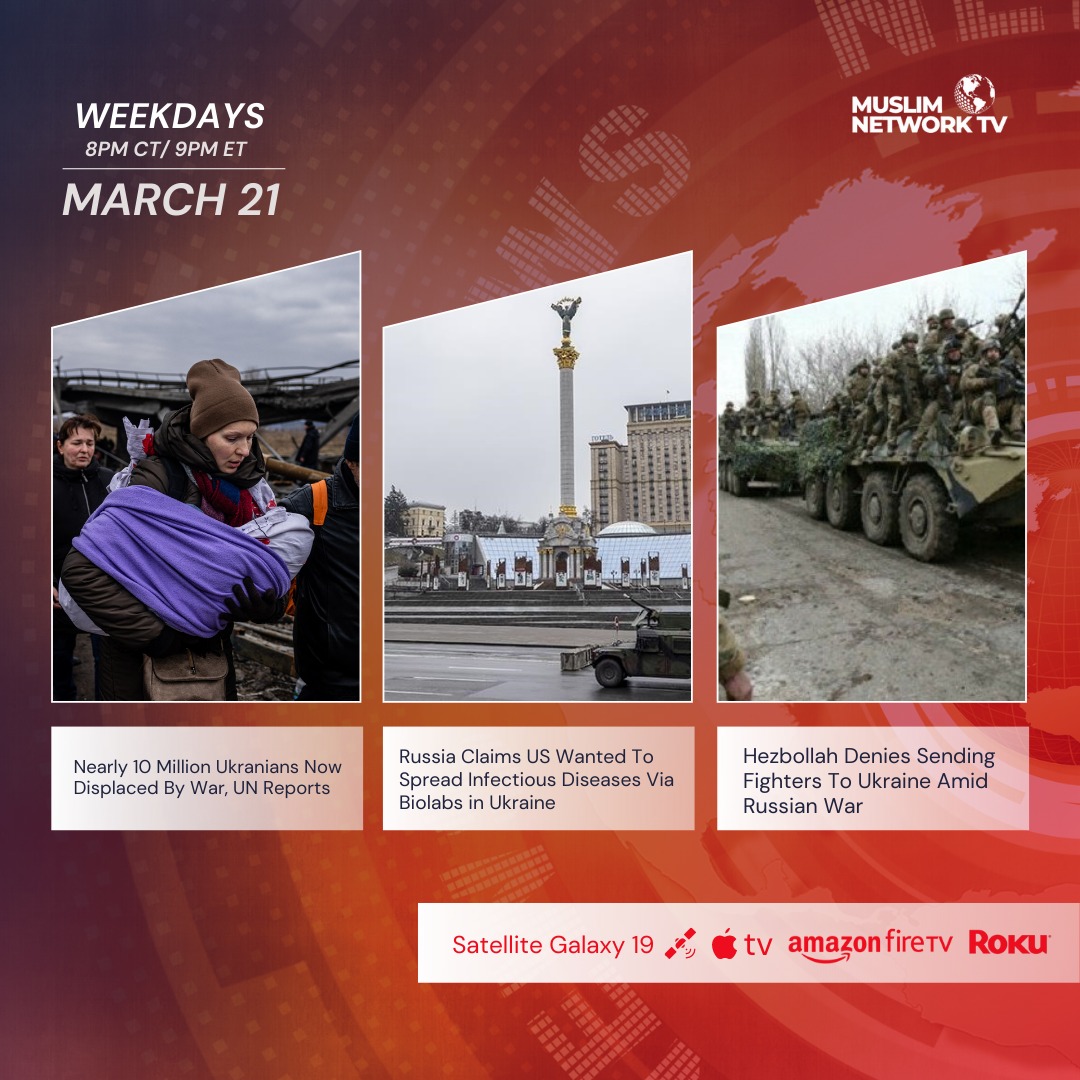 WEEKDAYS
8PM CT/ 9PM ET
MARCH 21
MUSLIM
NETWORK TV
NEWS
Nearly 10 Million Ukranians Now
Displaced By War, UN Reports
Russia Claims US Wanted To
Spread Infectious Diseases Via
Biolabs in Ukraine
Hezbollah Denies Sending
Fighters To Ukraine Amid
Russian War
Satellite Galaxy 19
tv
amazon fireTV
ROKU